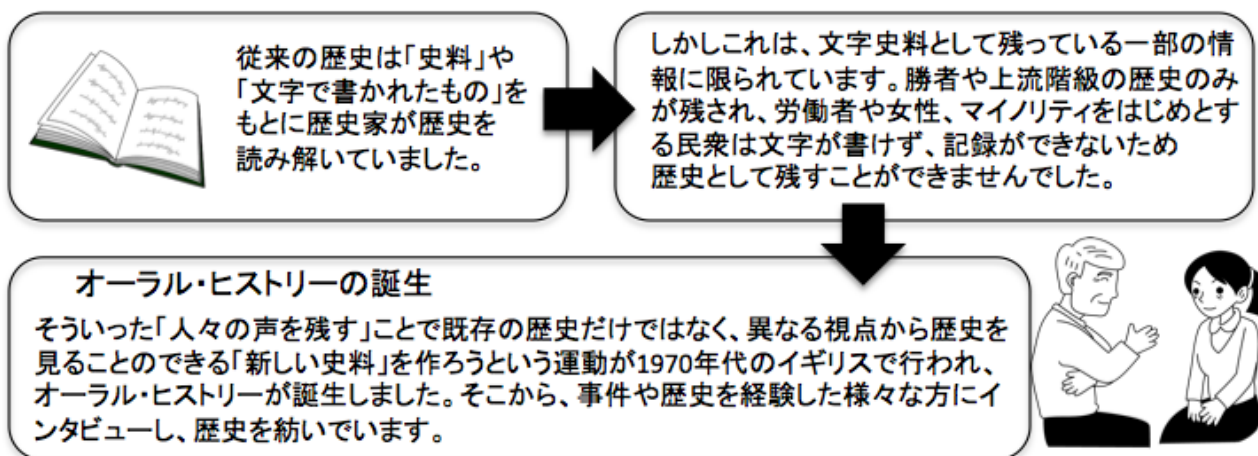 従来の歴史は「史料」や
「文字で書かれたもの」を
もとに歴史家が歴史を
読み解いていました。
しかしこれは、文字史料として残っている一部の情
報に限られています。勝者や上流階級の歴史のみ
が残され、労働者や女性、マイノリティをはじめとす
る民衆は文字が書けず、記録ができないため
歴史として残すことができませんでした。
オーラル・ヒストリーの誕生
そういった「人々の声を残す」ことで既存の歴史だけではなく、異なる視点から歴史を
見ることのできる「新しい史料」を作ろうという運動が1970年代のイギリスで行われ、
オーラル・ヒストリーが誕生しました。そこから、事件や歴史を経験した様々な方にイ
ンタビューし、歴史を紡いでいます。